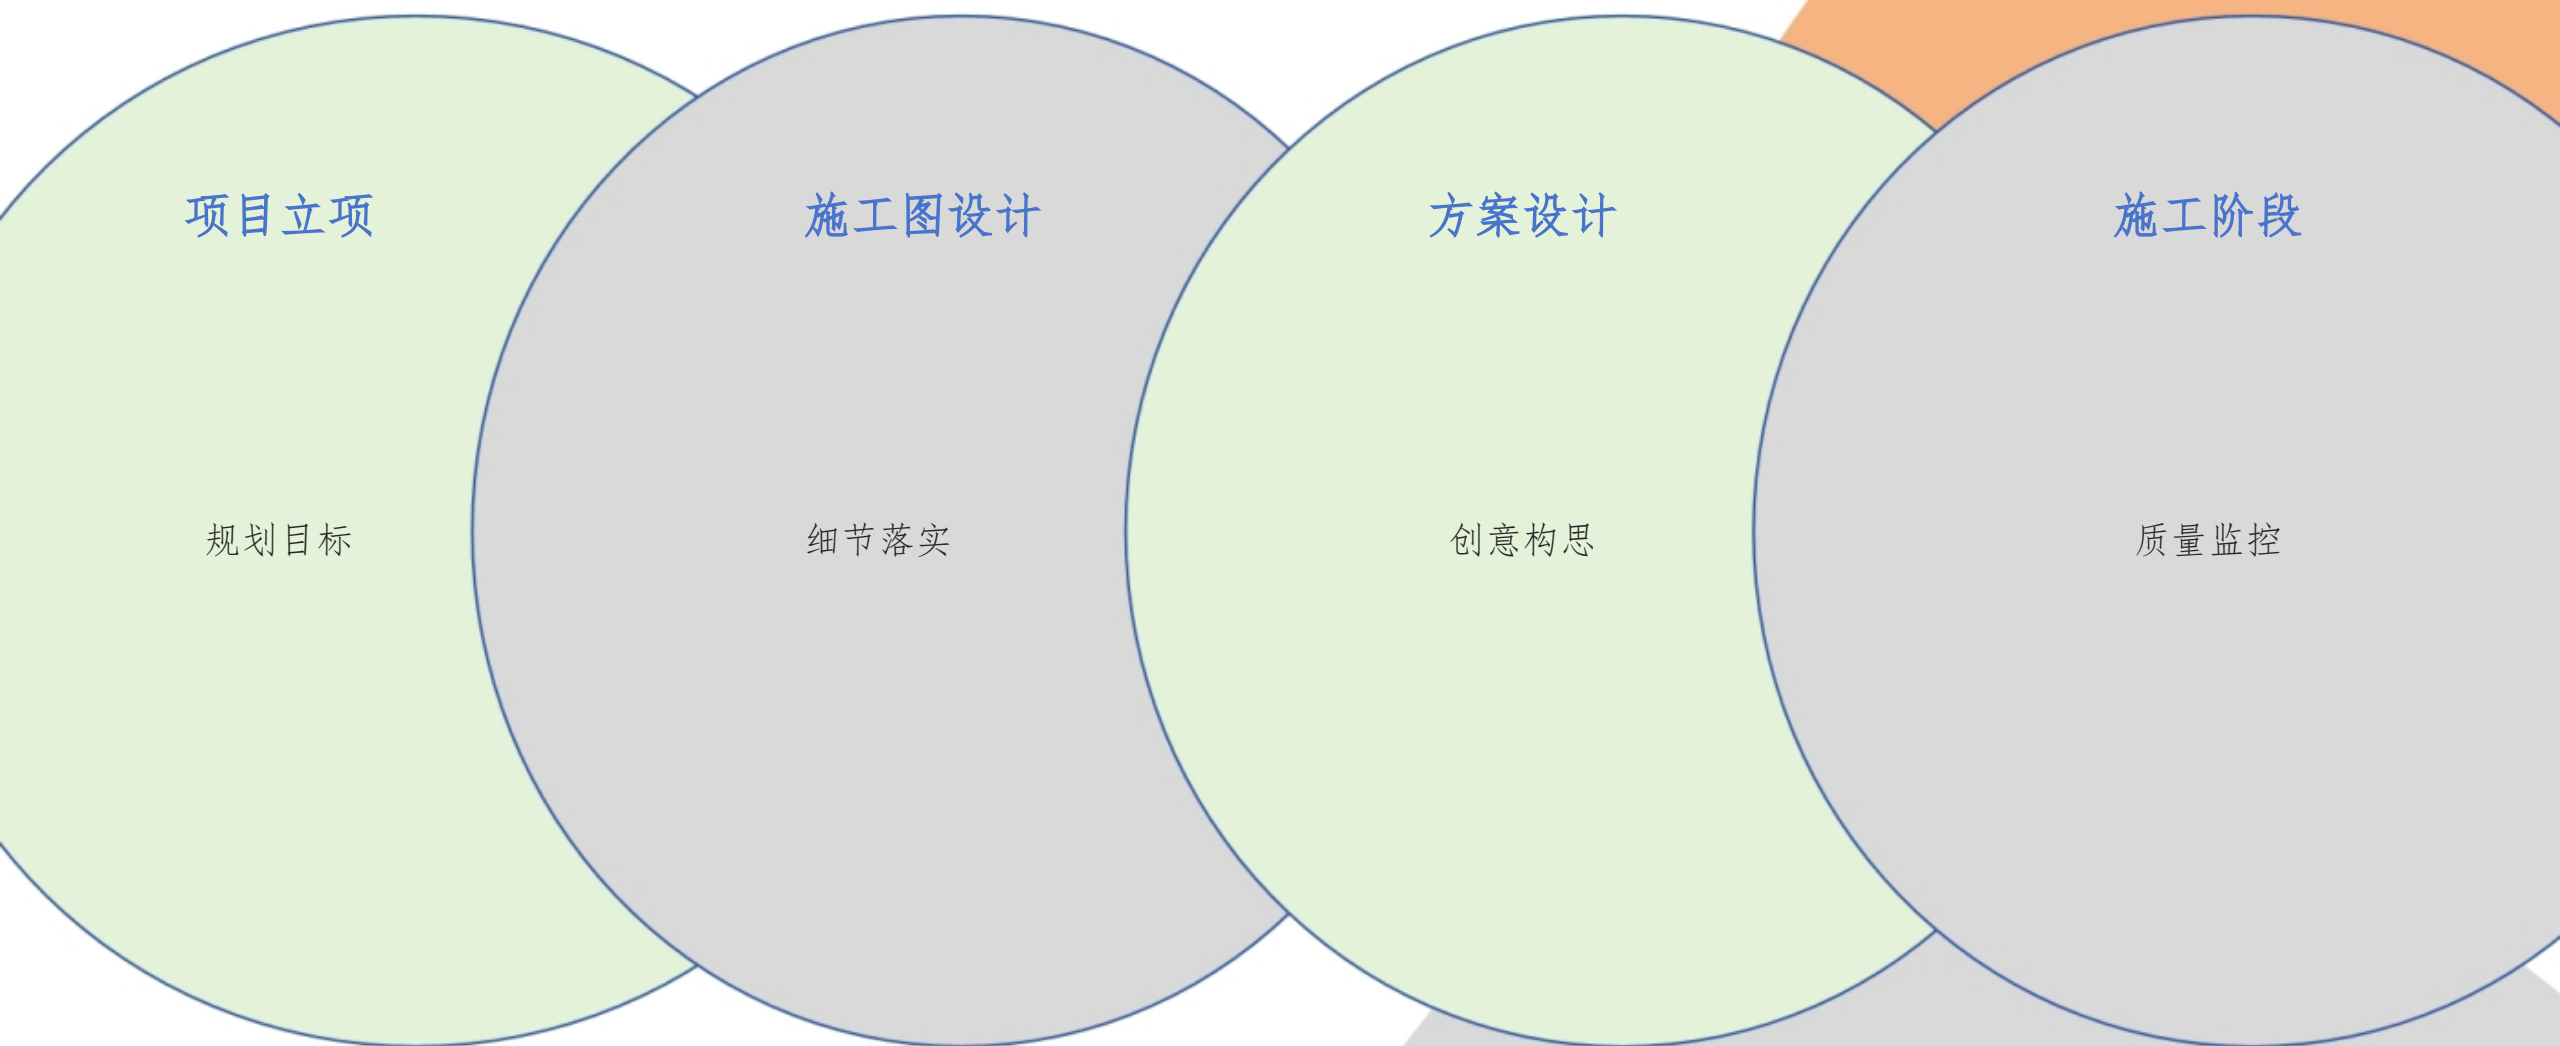 项目立项
规划目标
施工图设计
细节落实
方案设计
创意构思
施工阶段
质量监控